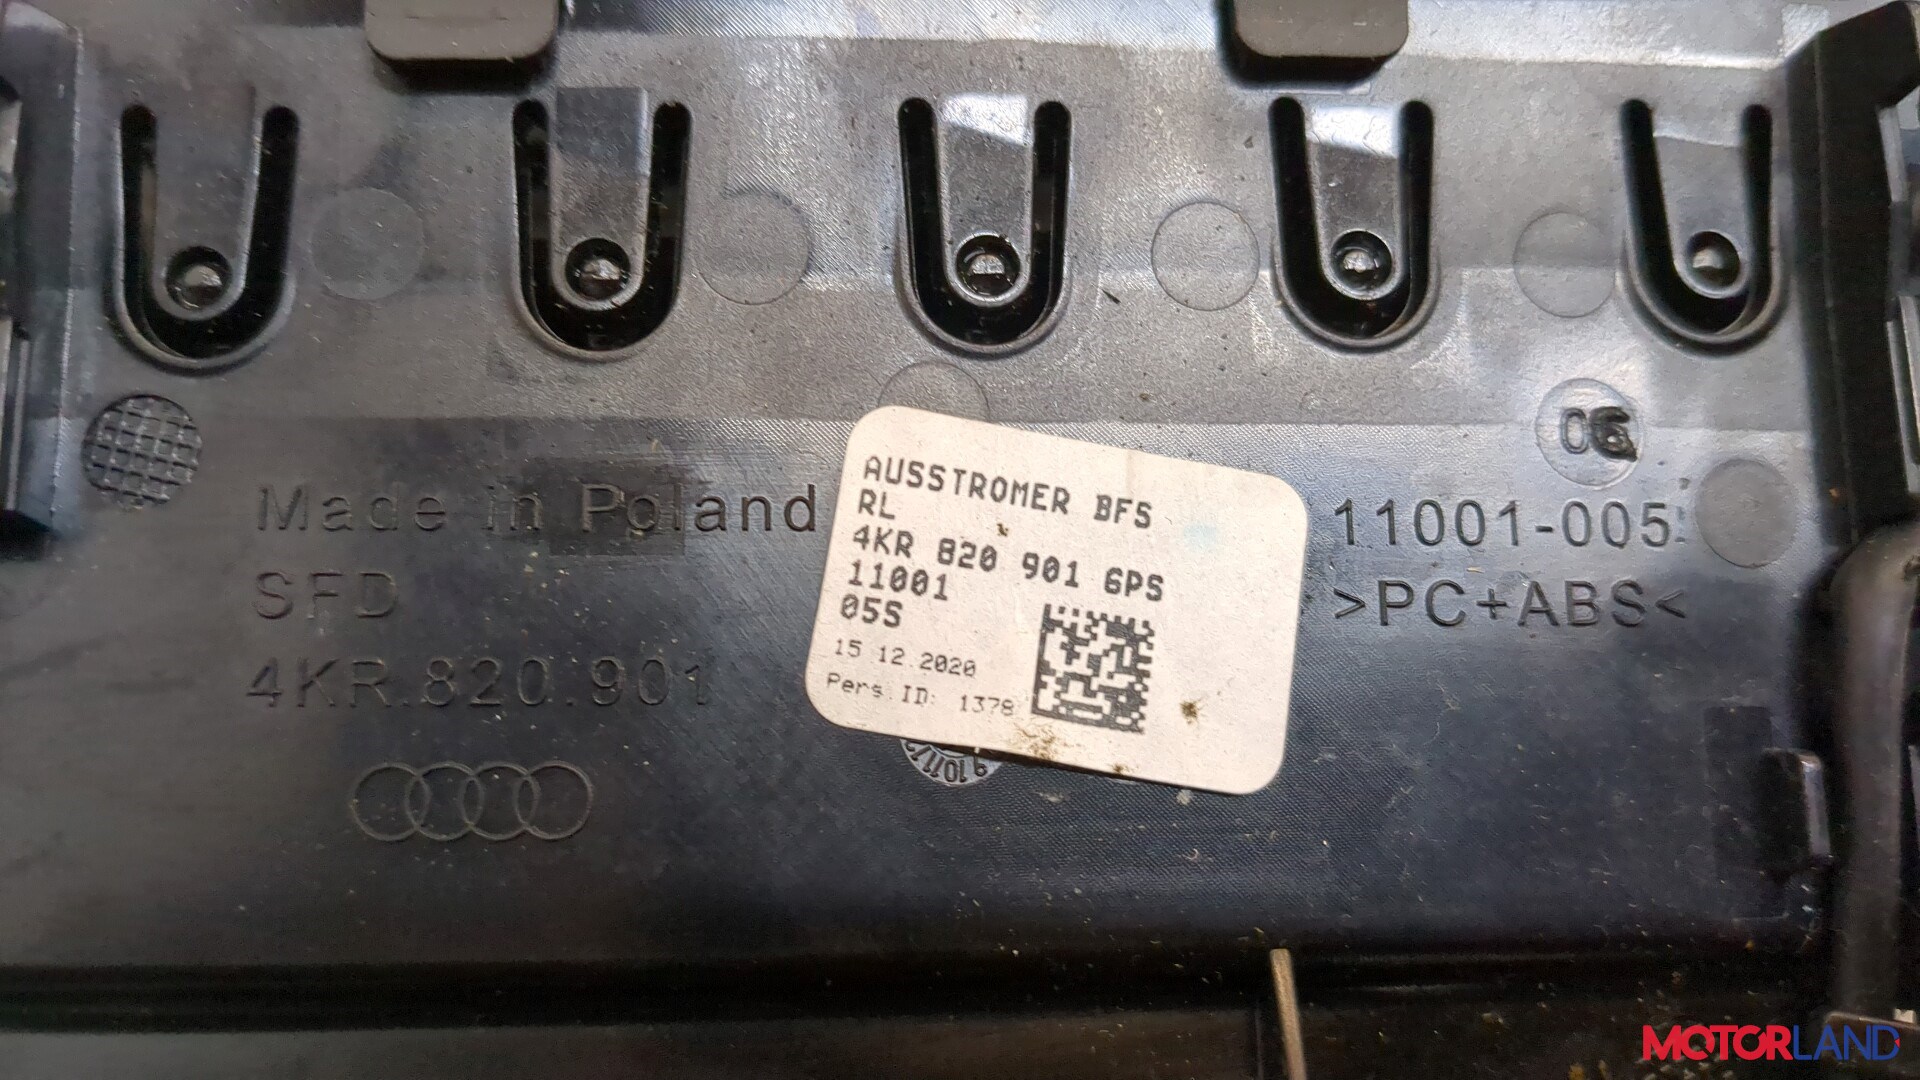 06
Made in Poland
SFD
4KR.820.901
AUSSTROMER BFS
RL
4KR 820 901 6PS
11001
05S
15.12.2020
Pers.ID: 1378
11001-005
>PC+ABS<
MOTORLAND